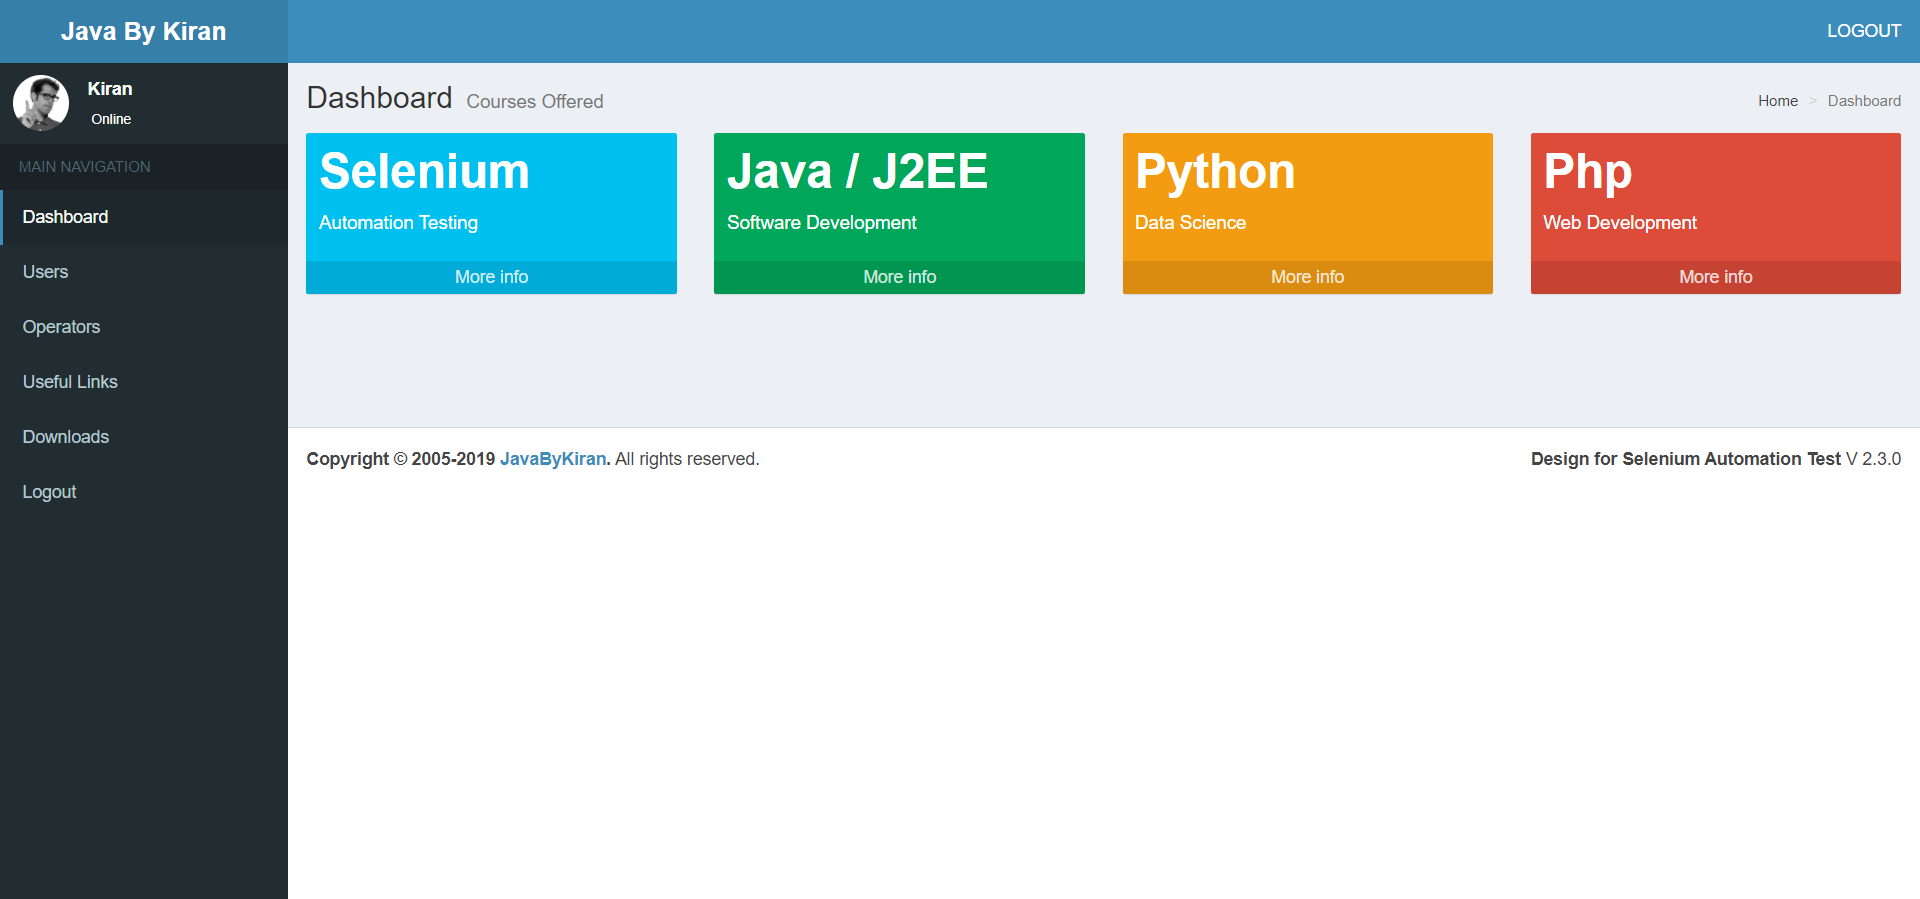 Java By Kiran
LOGOUT
Kiran
Online
MAIN NAVIGATION
Dashboard
Users
Operators
Useful Links
Downloads
Logout
Dashboard Courses Offered
Home > Dashboard
Selenium
Automation Testing
More info
Java / J2EE
Software Development
More info
Python
Data Science
More info
Php
Web Development
More info
Copyright © 2005-2019 JavaByKiran. All rights reserved.
Design for Selenium Automation Test V 2.3.0